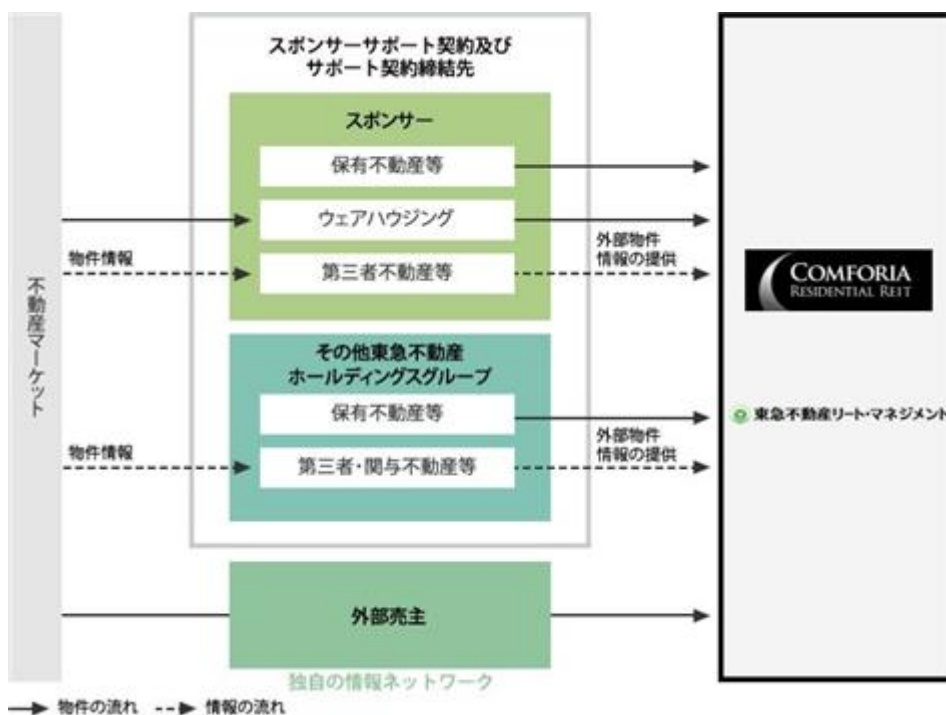 スポンサーサポート契約及び
サポート契約締結先
スポンサー
保有不動産等
ウェアハウジング
物件情報
第三者不動産等
外部物件
情報の提供
不動産マーケット
COMFORIA
RESIDENTIAL REIT
その他東急不動産
ホールディングスグループ
保有不動産等
東急不動産リート・マネジメント
物件情報
第三者・関与不動産等
外部物件
情報の提供
外部売主
独自の情報ネットワーク
物件の流れ
情報の流れ